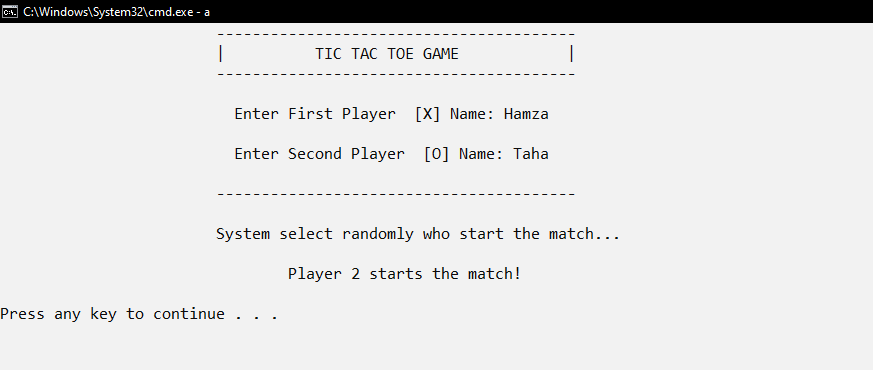 C:\Windows\System32\cmd.exe - a
----------------------------------------
|          TIC TAC TOE GAME            |
----------------------------------------
Enter First Player  [X] Name: Hamza
Enter Second Player  [O] Name: Taha
----------------------------------------
System select randomly who start the match...
Player 2 starts the match!
Press any key to continue . . .